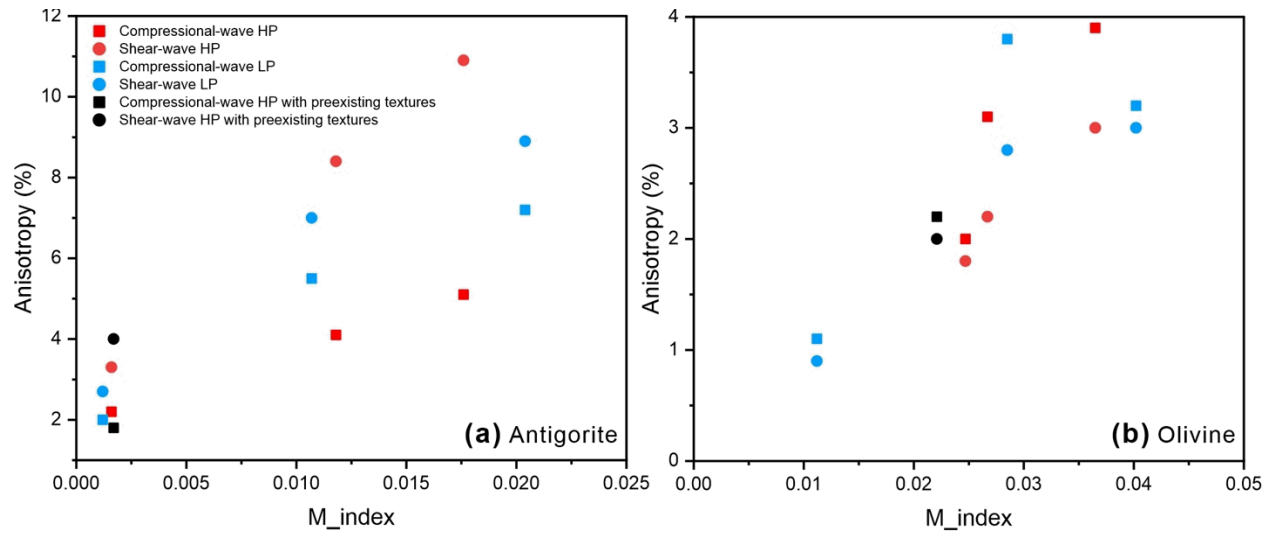 12
10
8
6
4
2
Anisotropy (%)
Compressional-wave HP
Shear-wave HP
Compressional-wave LP
Shear-wave LP
Compressional-wave HP with preexisting textures
Shear-wave HP with preexisting textures
(a) Antigorite
0.000 0.005 0.010 0.015 0.020 0.025
M_index
4
3
2
1
0
Anisotropy (%)
(b) Olivine
0.00 0.01 0.02 0.03 0.04 0.05
M_index